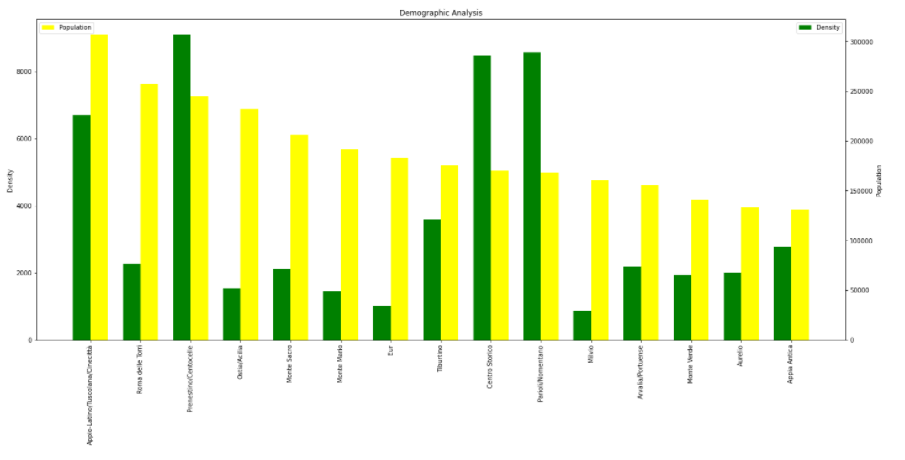 Demographic Analysis
Population
Density
8000
6000
4000
2000
0
Density
300000
250000
200000
150000
100000
50000
0
Population
Appio-Latino/Tuscolana/Cinecittà
Roma delle Torri
Prenestino/Centocelle
Ostia/Acilia
Monte Sacro
Monte Mario
Eur
Tiburtino
Centro Storico
Parioli/Nomentano
Milvio
Arvalia/Portuense
Monte Verde
Aurelio
Appia Antica